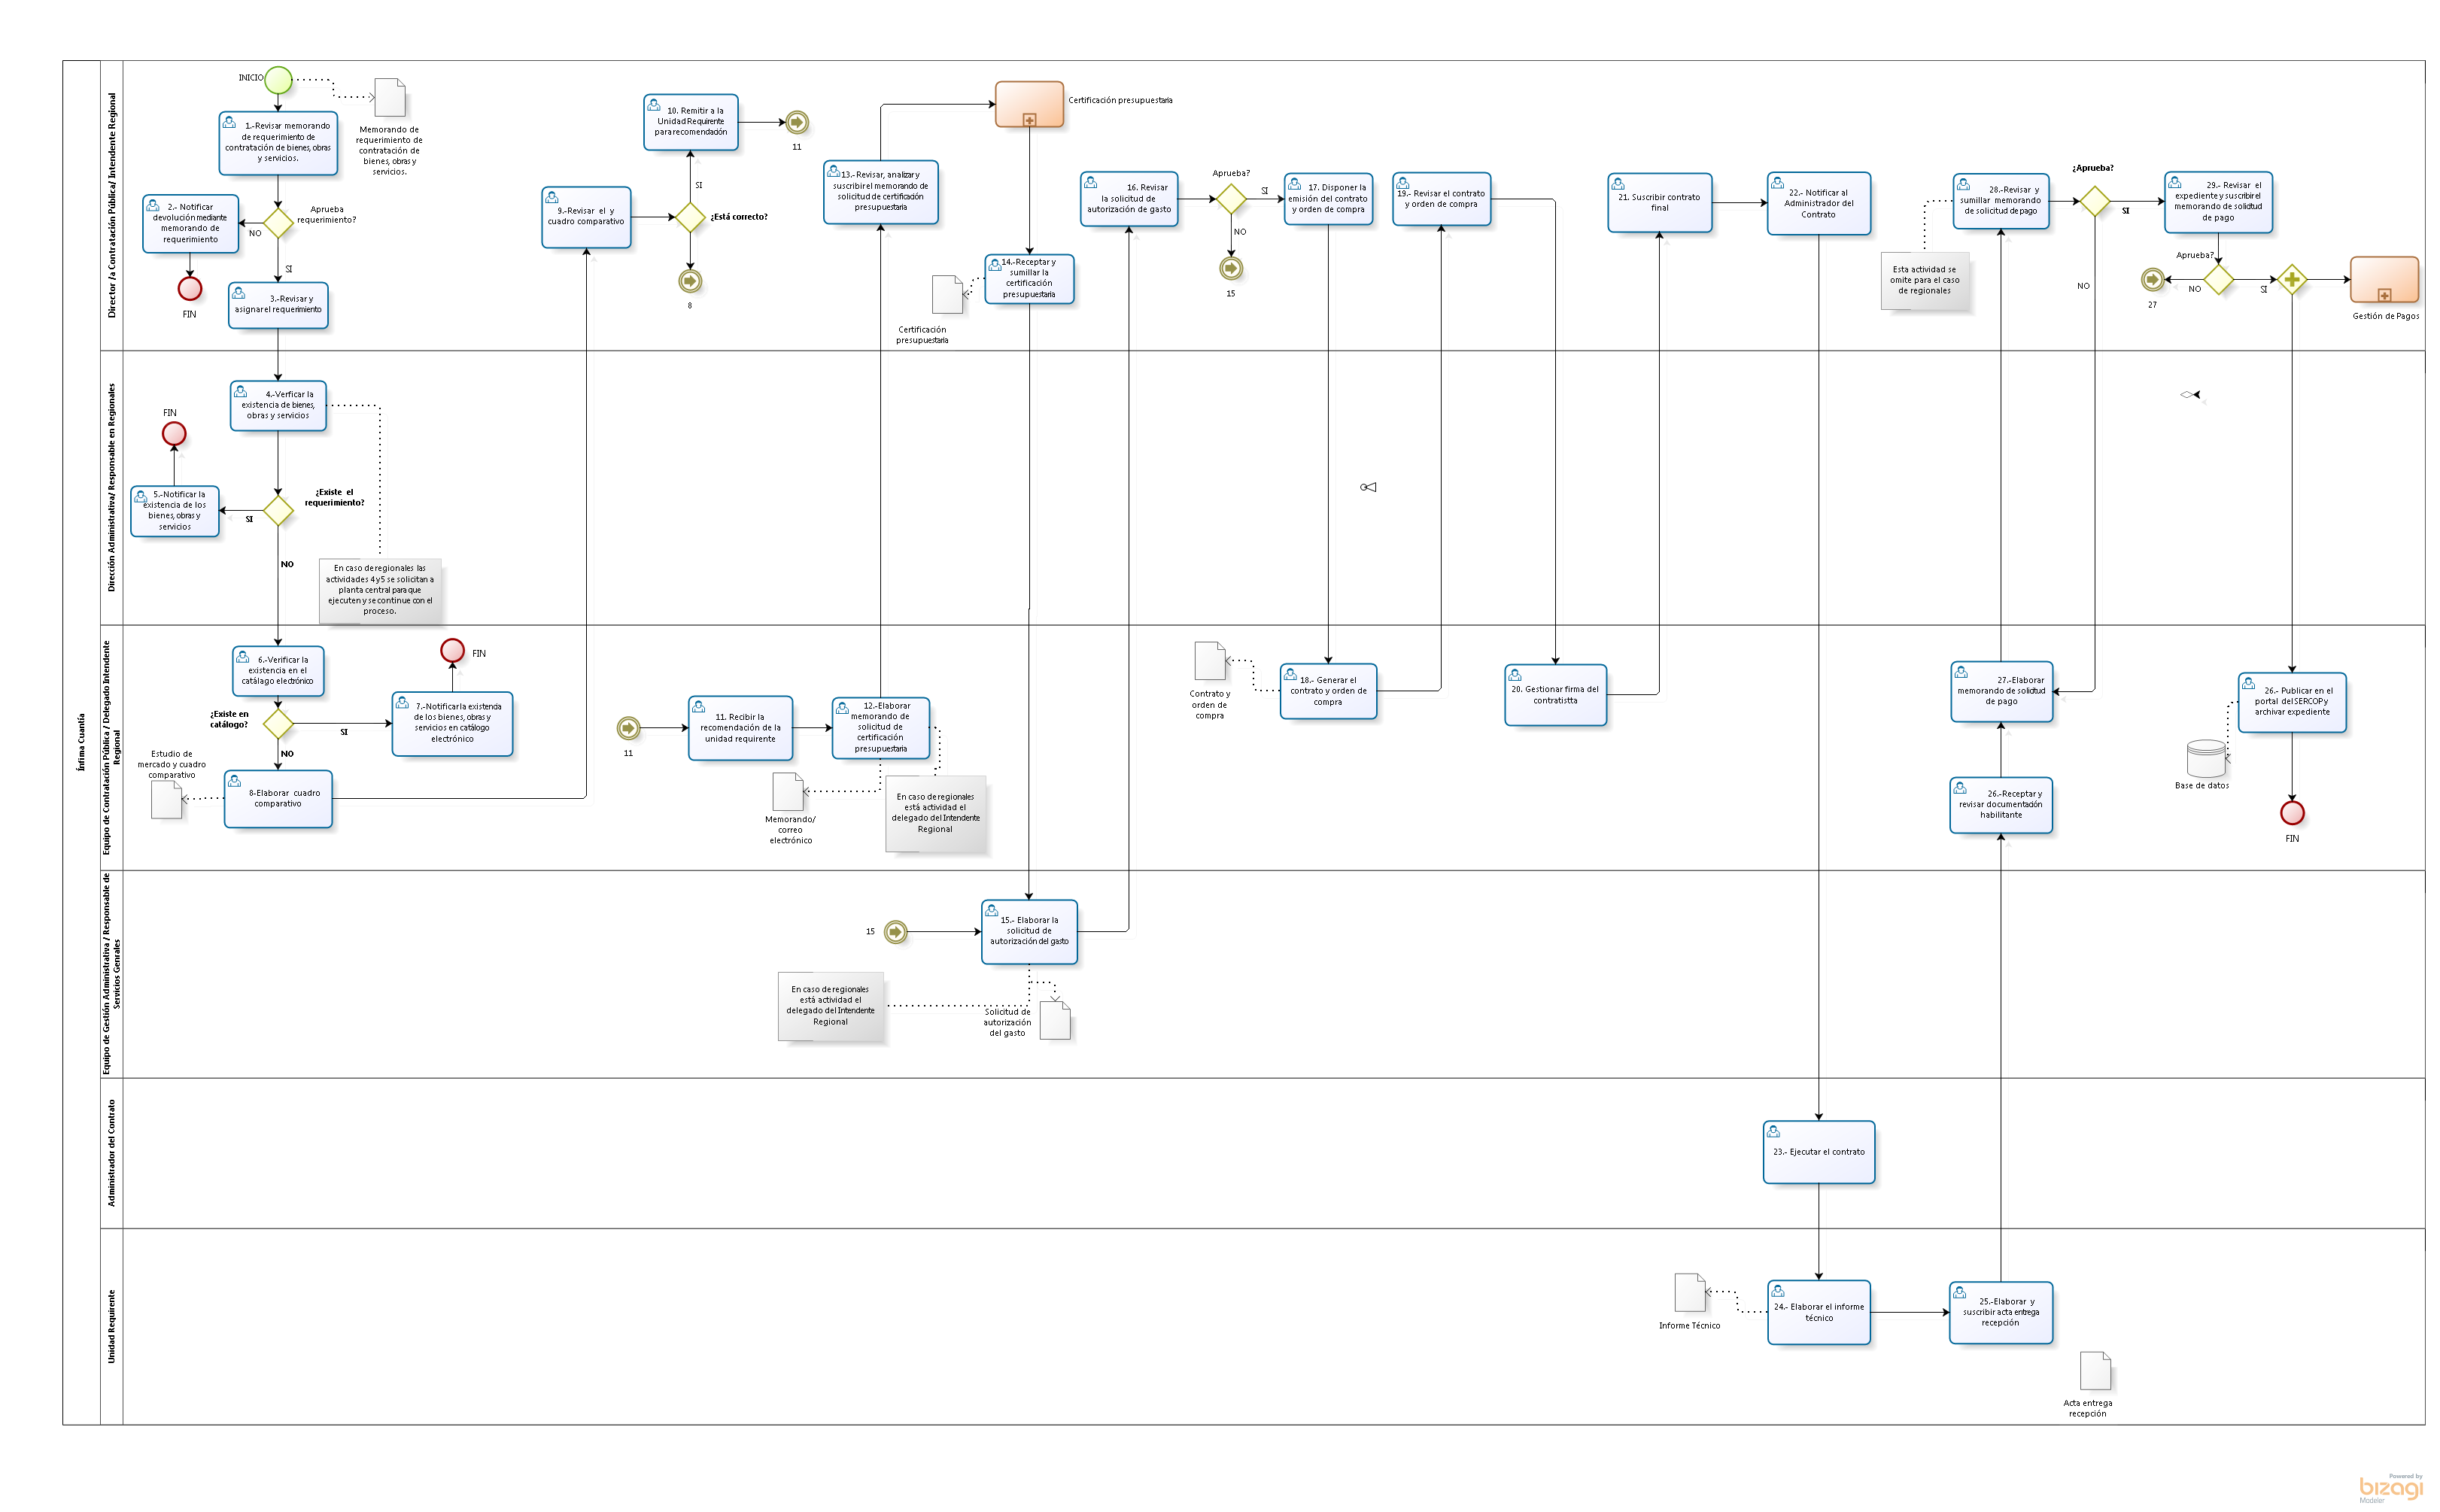 Ínfima Cuantía
Director /a Contratación Pública/ Intendente Regional
INICIO
Memorando de
requerimiento de
contratación de
bienes, obras y
servicios.
1.-Revisar memorando
de requerimiento de
contratación de bienes, obras
y servicios.
Aprueba
requerimiento?
NO
SI
2.- Notificar
devolución mediante
memorando de
requerimiento
FIN
3.-Revisar y
asignar el requerimiento
9.-Revisar el y
cuadro comparativo
¿Está correcto?
SI
8
10. Remitir a la
Unidad Requirente
para recomendación
11
13.- Revisar, analizar y
suscribir el memorando de
solicitud de certificación
presupuestaria
Certificación presupuestaria
14.-Receptar y
sumillar la
certificación
presupuestaria
Certificación
presupuestaria
16. Revisar
la solicitud de
autorización de gasto
Aprueba?
SI
NO
15
17. Disponer la
emisión del contrato
y orden de compra
19.- Revisar el contrato
y orden de compra
21. Suscribir contrato
final
22.- Notificar al
Administrador del
Contrato
28.-Revisar y
sumillar memorando
de solicitud de pago
Esta actividad se
omite para el caso
de regionales
¿Aprueba?
SI
NO
29.- Revisar el
expediente y suscribir el
memorando de solicitud
de pago
Aprueba?
NO
SI
27
Gestión de Pagos
Dirección Administrativa/ Responsable en Regionales
4.-Verficar la
existencia de bienes,
obras y servicios
FIN
5.-Notificar la
existencia de los
bienes, obras y
servicios
SI
¿Existe el
requerimiento?
NO
En caso de regionales las
actividades 4 y 5 se solicitan a
planta central para que
ejecuten y se continue con el
proceso.
Equipo de Contratación Pública / Delegado Intendente
Regional
6.-Verificar la
existencia en el
catálago electrónico
¿Existe en
catálogo?
SI
NO
FIN
7.-Notificar la existencia
de los bienes, obras y
servicios en catálogo
electrónico
Estudio de
mercado y cuadro
comparativo
8-Elaborar cuadro
comparativo
11
11. Recibir la
recomendación de la
unidad requirente
12.-Elaborar
memorando de
solicitud de
certificación
presupuestaria
Memorando/
correo
electrónico
En caso de regionales
está actividad el
delegado del Intendente
Regional
Contrato y
orden de
compra
18.- Generar el
contrato y orden de
compra
20. Gestionar firma del
contratistta
27.-Elaborar
memorando de solicitud
de pago
26.-Receptar y
revisar documentación
habilitante
26.- Publicar en el
portal del SERCOP y
archivar expediente
Base de datos
FIN
Equipo de Gestión Administrativa / Responsable de
Servicios Genrales
15
15.- Elaborar la
solicitud de
autorización del gasto
En caso de regionales
está actividad el
delegado del Intendente
Regional
Solicitud de
autorización
del gasto
Administrador del Contrato
23.- Ejecutar el contrato
Unidad Requirente
Informe Técnico
24.- Elaborar el informe
técnico
25.-Elaborar y
suscribir acta entrega
recepción
Acta entrega
recepción
Powered by
bizagi
Modeler